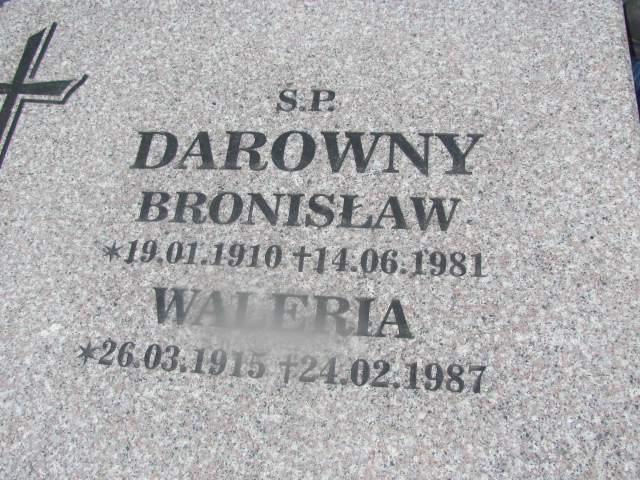 S.P.
DAROWNY
BRONISŁAW
*19.01.1910 †14.06.1981
WALERIA
*26.03.1915 †24.02.1987